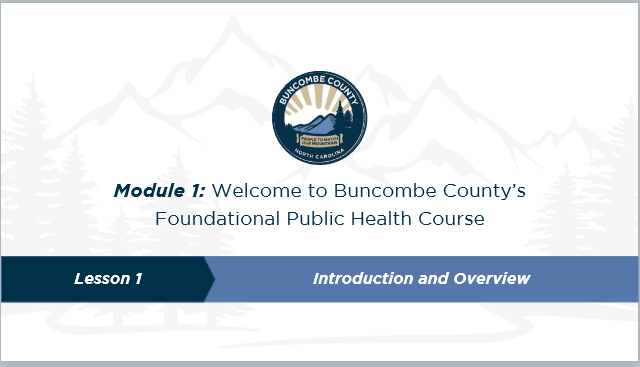 BUNCOMBE COUNTY
PEOPLE TO MATCH
OUR MOUNTAINS
NORTH CAROLINA
Module 1: Welcome to Buncombe County’s
Foundational Public Health Course
Lesson 1
Introduction and Overview